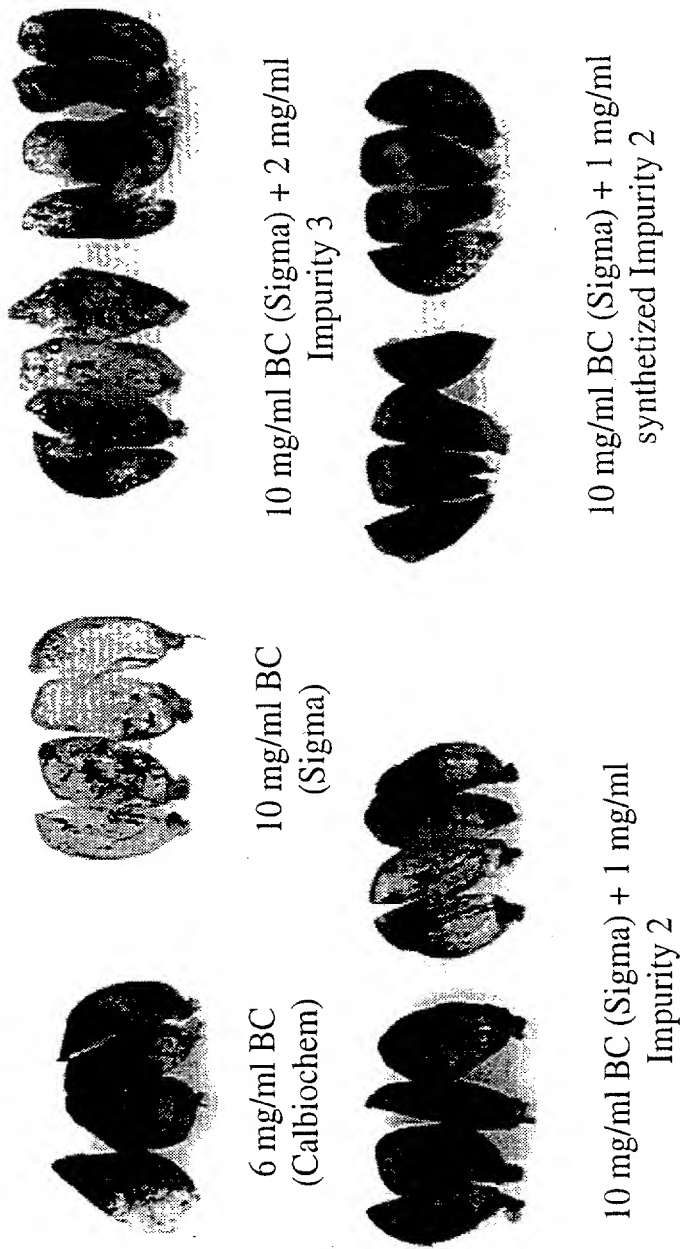 6 mg/ml BC
(Calbiochem)
10 mg/ml BC
(Sigma)
10 mg/ml BC (Sigma) + 2 mg/ml
Impurity 3
10 mg/ml BC (Sigma) + 1 mg/ml
Impurity 2
10 mg/ml BC (Sigma) + 1 mg/ml
synthetized Impurity 2